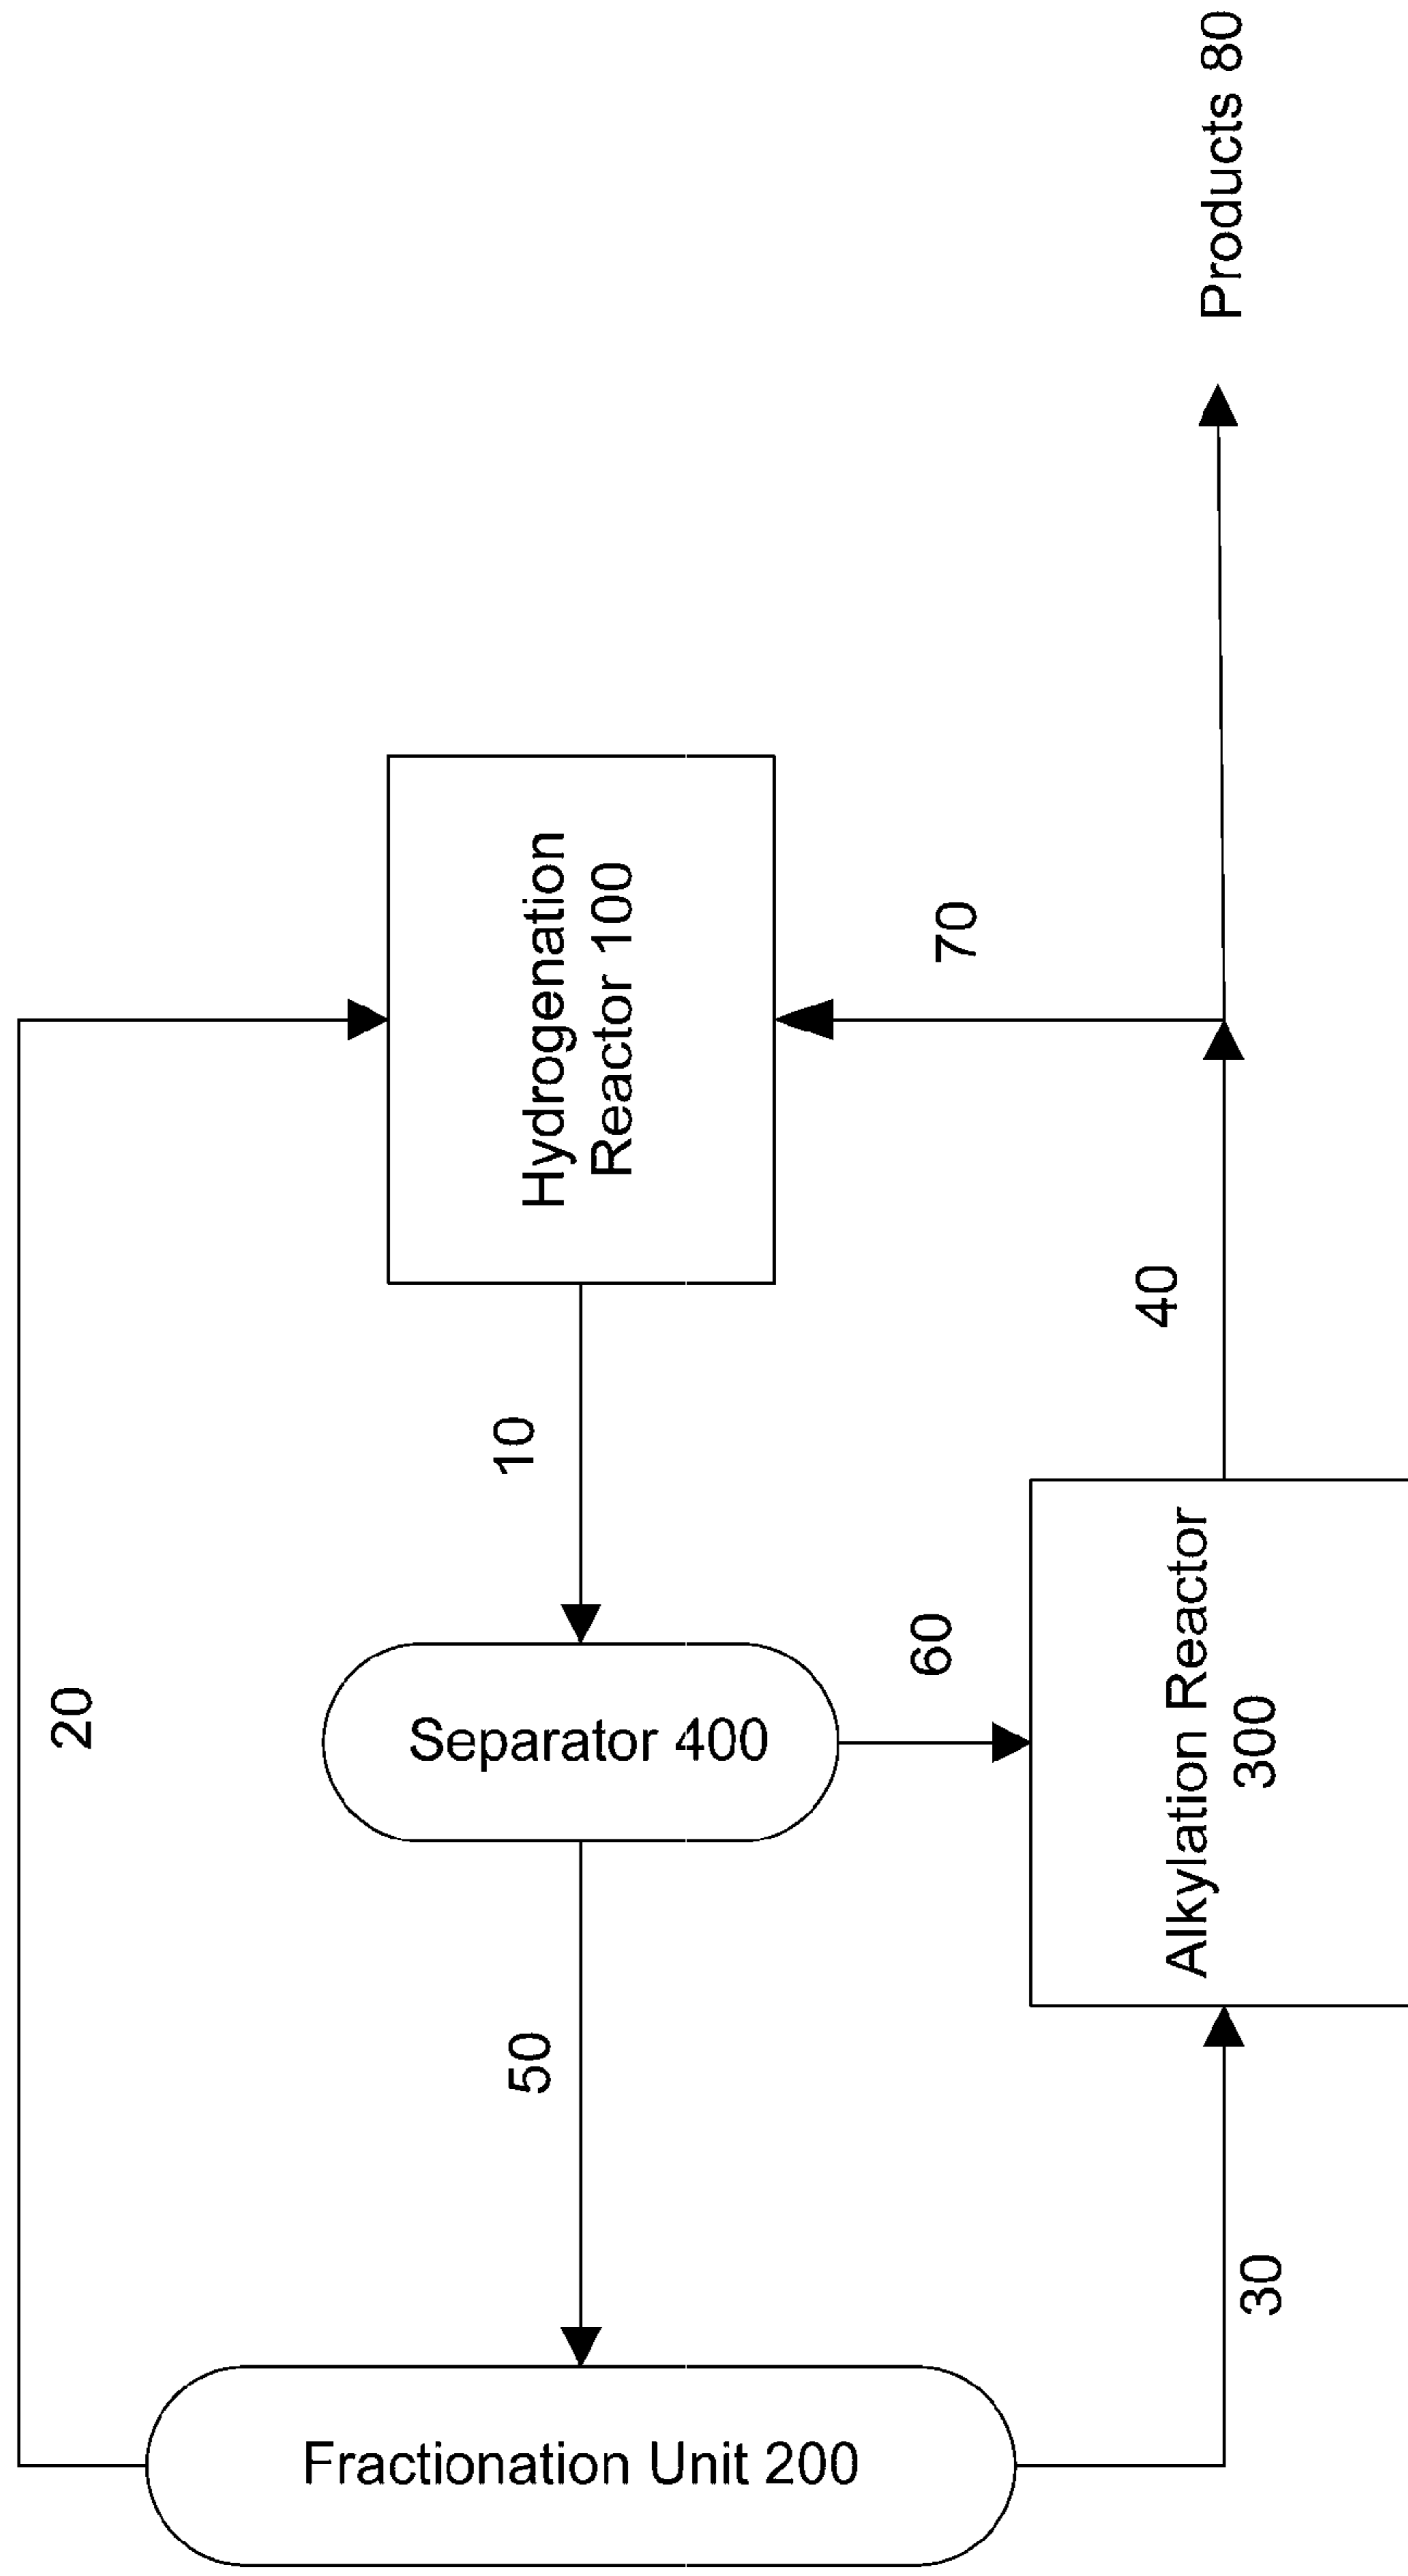 20
Hydrogenation
Reactor 100
Products 80
70
10
40
Separator 400
60
50
Alkylation Reactor
300
Fractionation Unit 200
30